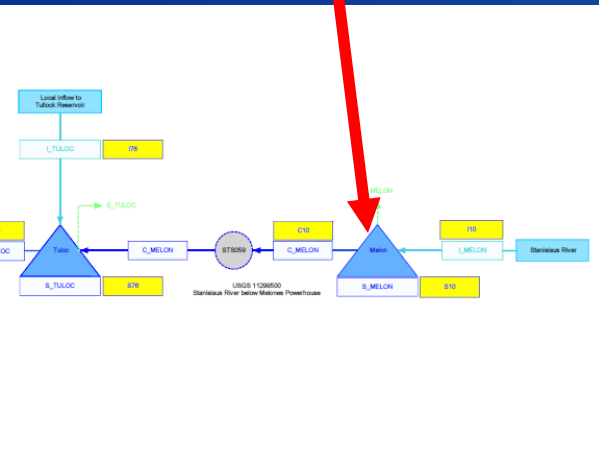 Local Inflow to
Tullock Reservoir
I_TULOC
I76
E_TULOC
MELON
OC
Tuloc
C_MELON
STS059
C10
C_MELON
Melon
I10
I_MELON
Stanislaus River
S_TULOC
S76
USGS 11299500
Stanislaus River below Melones Powerhouse
S_MELON
S10